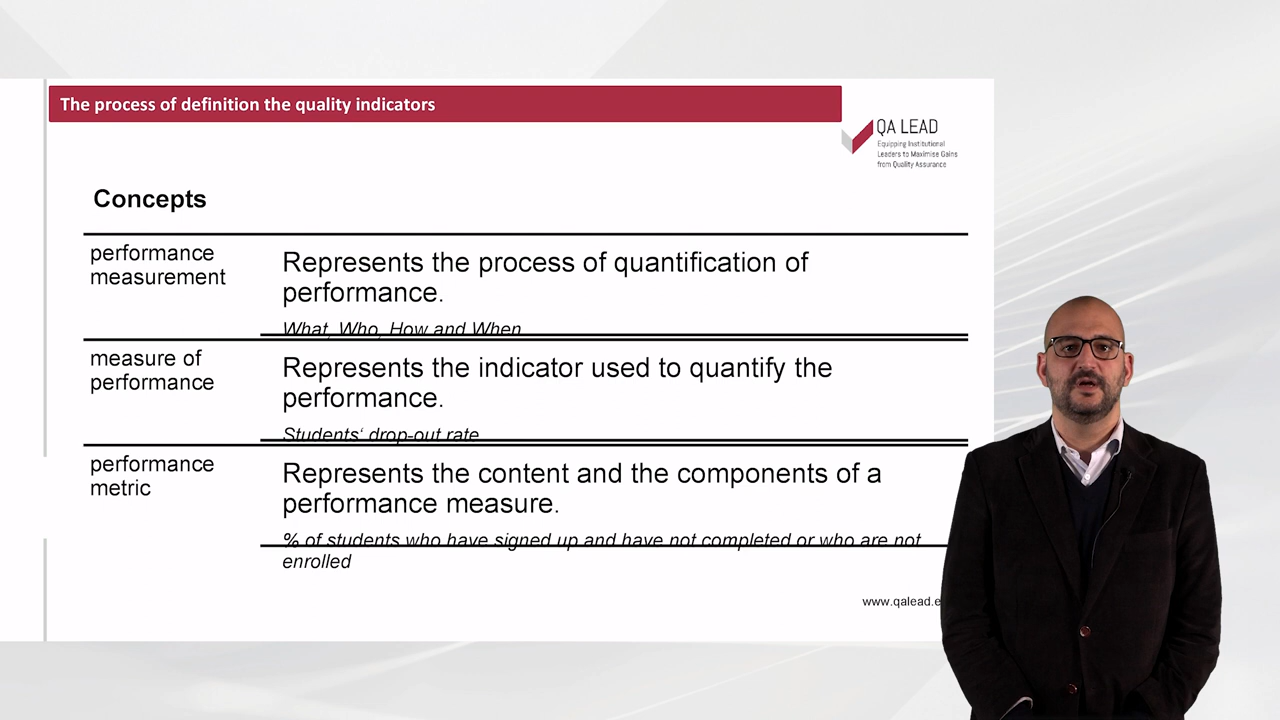 The process of definition the quality indicators
QA LEAD
Equipping Institutional
Leaders to Maximise Gains
from Quality Assurance
Concepts
performance
measurement
Represents the process of quantification of
performance.
What, Who, How and When
measure of
performance
Represents the indicator used to quantify the
performance.
Students‘ drop-out rate
performance
metric
Represents the content and the components of a
performance measure.
% of students who have signed up and have not completed or who are not
enrolled
www.qalead.e